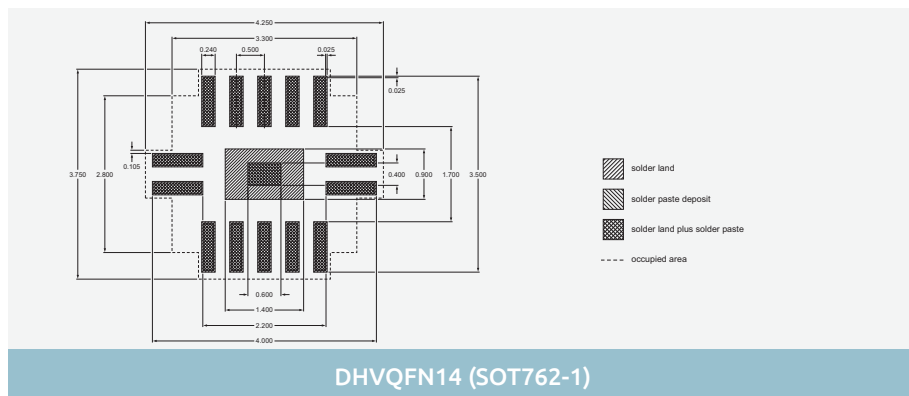 4.250
3.300
0.240 0.500 0.025
0.025
0.105
3.750 2.800 0.400 0.900 1.700 3.500
0.600
1.400
2.200
4.000
solder land
solder paste deposit
solder land plus solder paste
occupied area
DHVQFN14 (SOT762-1)